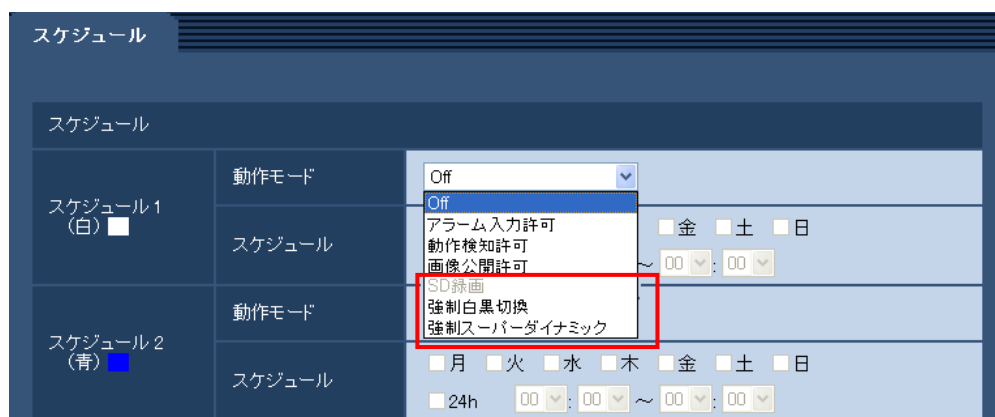 スケジュール
スケジュール
スケジュール 1
(白)
動作モード
Off
Off
アラーム入力許可
動作検知許可
画像公開許可
SD録画
強制白黒切換
強制スーパーダイナミック
スケジュール
金 土 日
～ 00 : 00
スケジュール 2
(青)
動作モード
スケジュール
月 火 水 木 金 土 日
24h 00 : 00 ～ 00 : 00